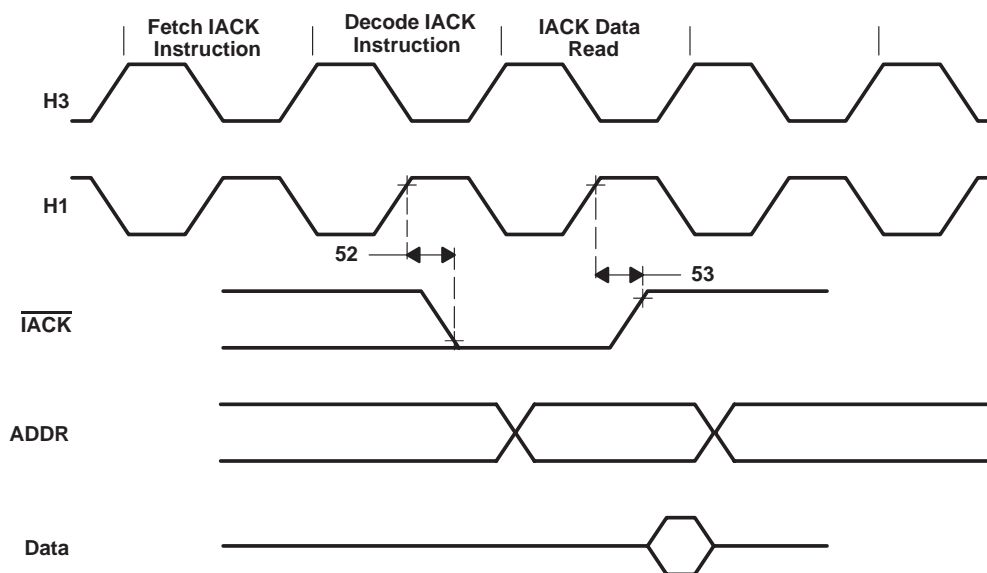 Fetch IACK
Instruction
Decode IACK
Instruction
IACK Data
Read
H3
H1
52
53
IACK
ADDR
Data